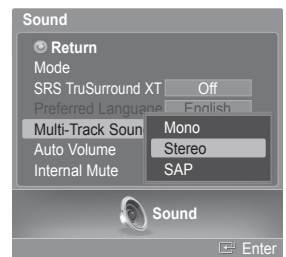 Sound
Return
Mode
SRS TruSurround XT Off
Preferred Language English
Multi-Track Soun
Mono
Auto Volume
Stereo
Internal Mute
SAP
Sound
Enter